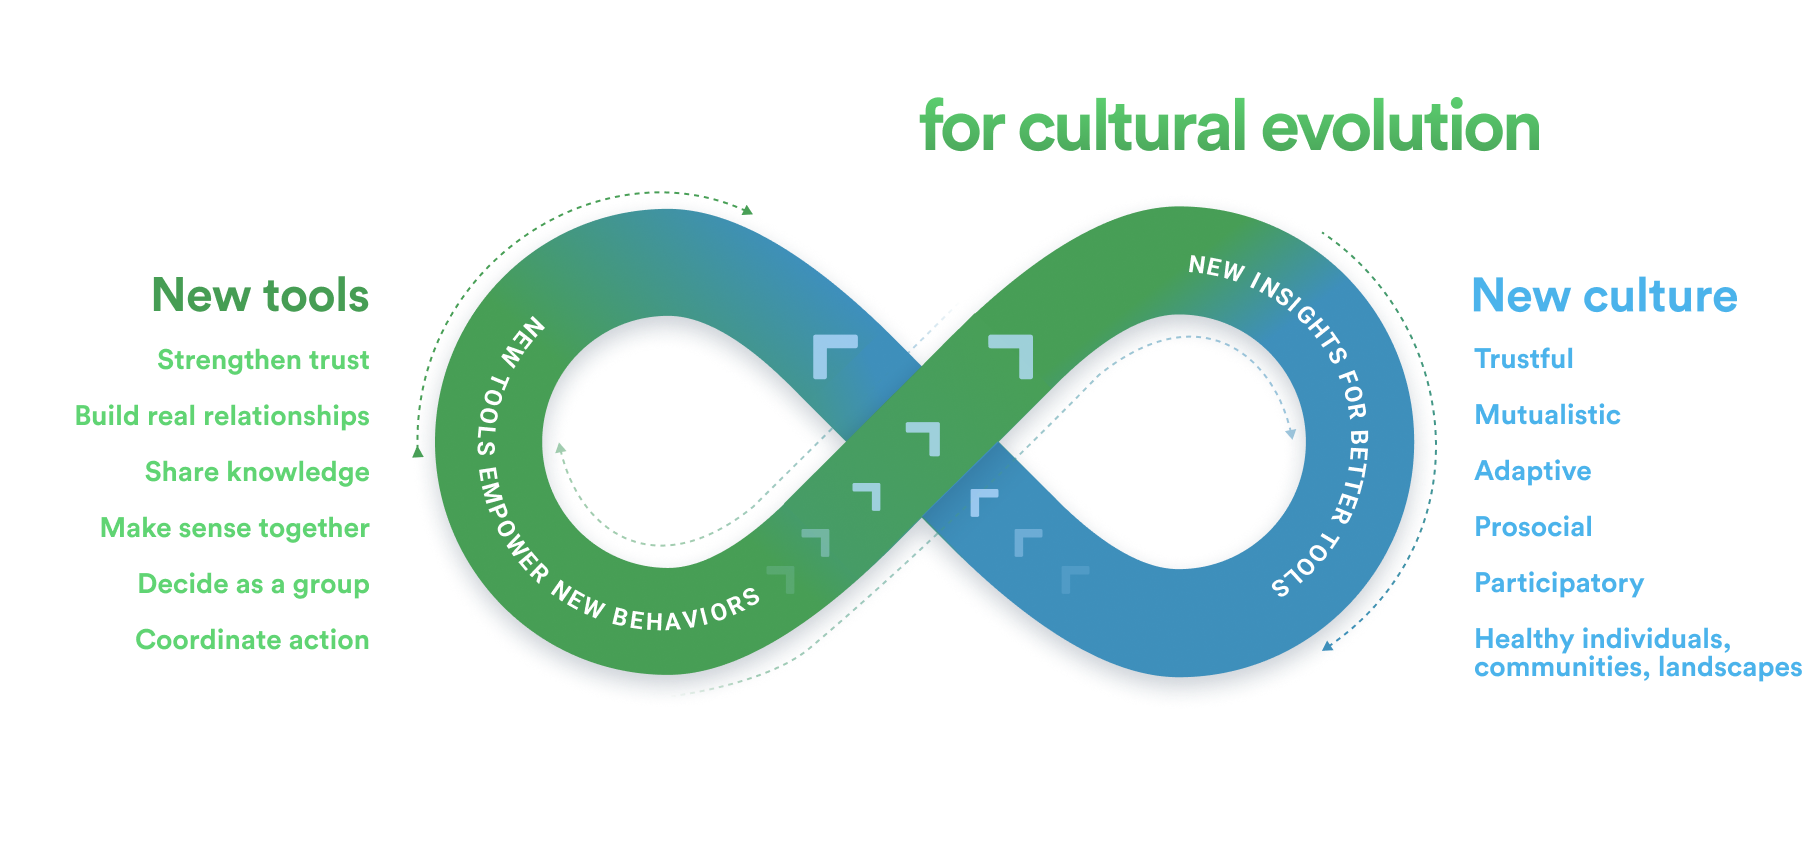 for cultural evolution
New tools
Strengthen trust
Build real relationships
Share knowledge
Make sense together
Decide as a group
Coordinate action
NEW TOOLS EMPOWER NEW BEHAVIORS
NEW INSIGHTS FOR BETTER TOOLS
New culture
Trustful
Mutualistic
Adaptive
Prosocial
Participatory
Healthy individuals,
communities, landscapes